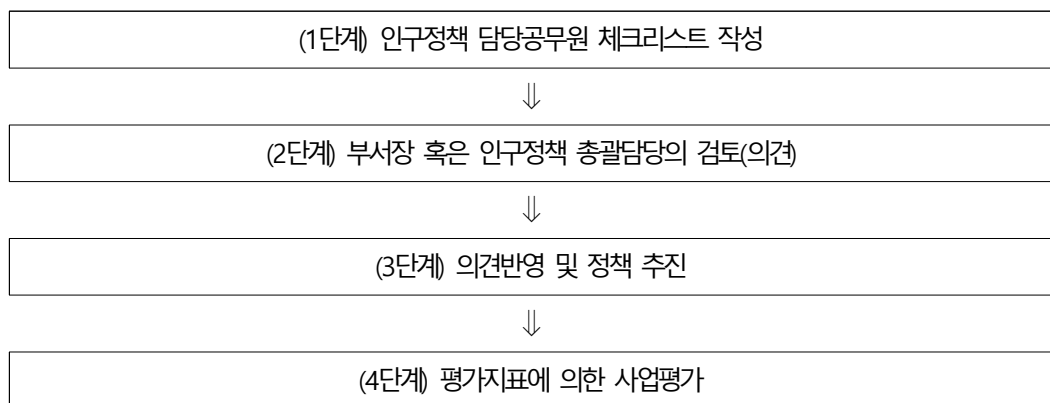 (1단계) 인구정책 담당공무원 체크리스트 작성
⇓
(2단계) 부서장 혹은 인구정책 총괄담당의 검토(의견)
⇓
(3단계) 의견반영 및 정책 추진
⇓
(4단계) 평가지표에 의한 사업평가